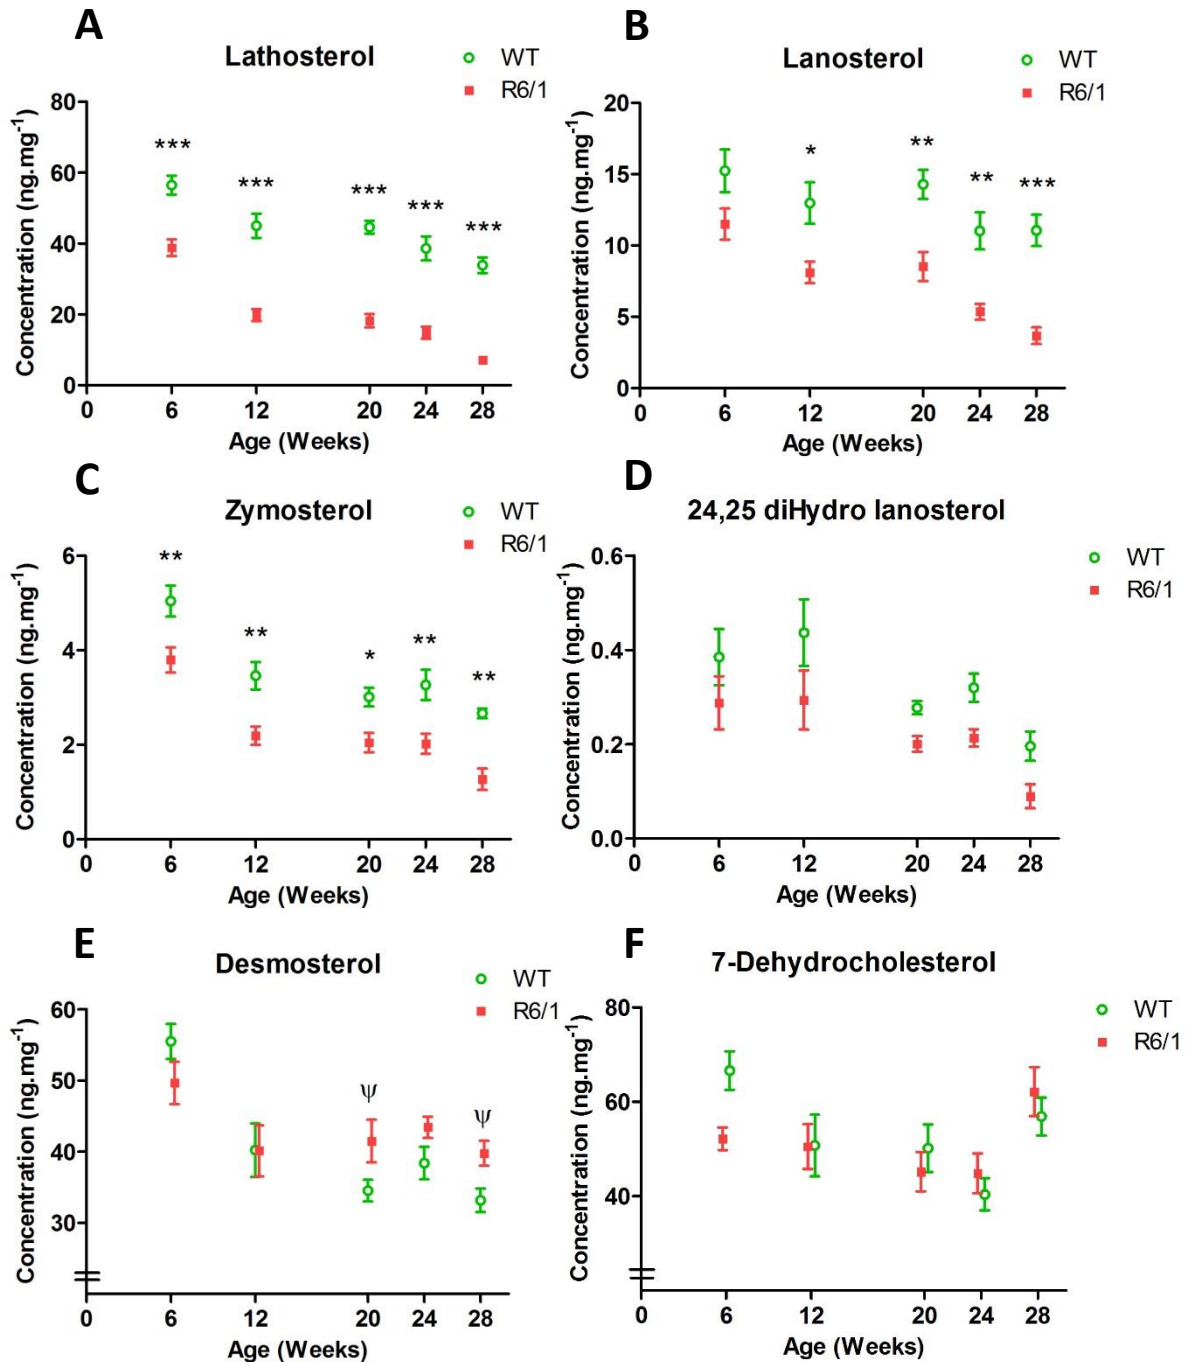 A
Lathosterol
WT
R6/1
Concentration (ng.mg-1)
80
60
40
20
0
*** *** *** *** ***
0 6 12 20 24 28
Age (Weeks)
B
Lanosterol
WT
R6/1
Concentration (ng.mg-1)
20
15
10
5
0
* ** ** ***
0 6 12 20 24 28
Age (Weeks)
C
Zymosterol
WT
R6/1
Concentration (ng.mg-1)
6
4
2
0
** ** * ** **
0 6 12 20 24 28
Age (Weeks)
D
24,25 diHydro lanosterol
WT
R6/1
Concentration (ng.mg-1)
0.6
0.4
0.2
0.0
0 6 12 20 24 28
Age (Weeks)
E
Desmosterol
WT
R6/1
Concentration (ng.mg-1)
60
50
40
30
ψ ψ
0 6 12 20 24 28
Age (Weeks)
F
7-Dehydrocholesterol
WT
R6/1
Concentration (ng.mg-1)
80
60
40
0 6 12 20 24 28
Age (Weeks)